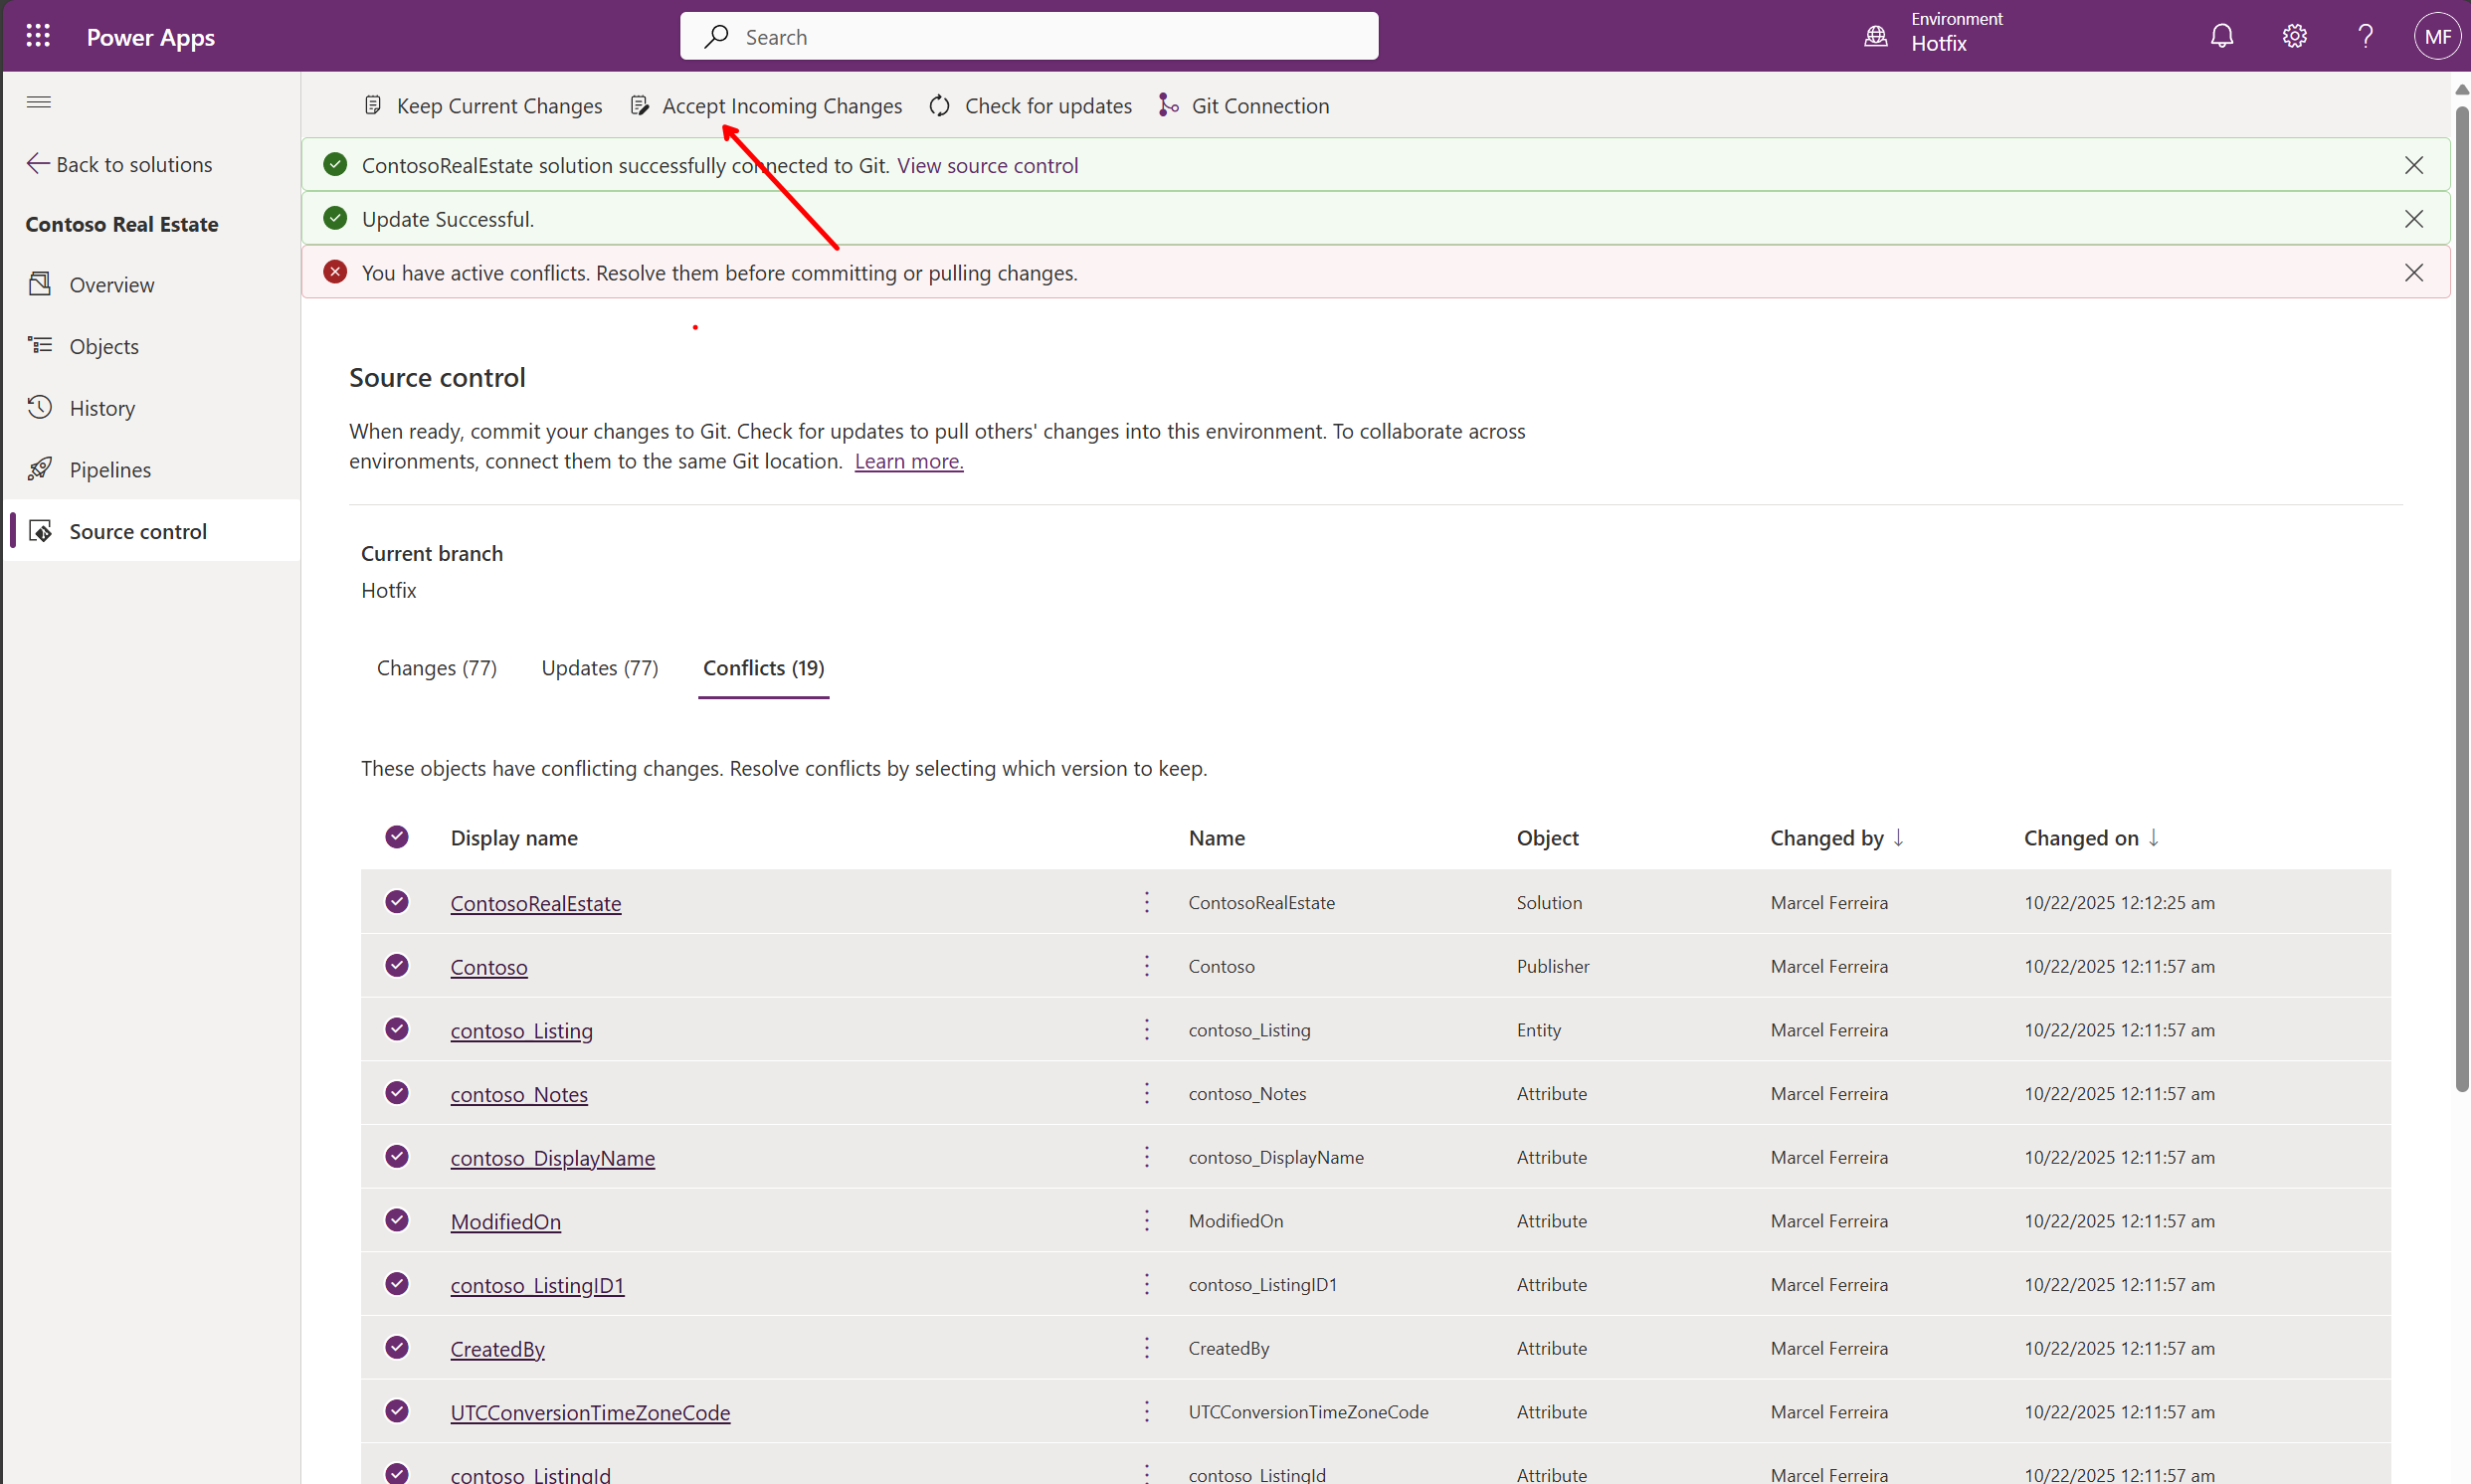 Power Apps
Search
Environment
Hotfix
MF
Keep Current Changes
Accept Incoming Changes
Check for updates
Git Connection
Back to solutions
Contoso Real Estate
Overview
Objects
History
Pipelines
Source control
ContosoRealEstate solution successfully connected to Git. View source control
Update Successful.
You have active conflicts. Resolve them before committing or pulling changes.
Source control
When ready, commit your changes to Git. Check for updates to pull others' changes into this environment. To collaborate across
environments, connect them to the same Git location. Learn more.
Current branch
Hotfix
Changes (77) Updates (77) Conflicts (19)
These objects have conflicting changes. Resolve conflicts by selecting which version to keep.
Display name Name Object Changed by Changed on
ContosoRealEstate ContosoRealEstate Solution Marcel Ferreira 10/22/2025 12:12:25 am
Contoso Contoso Publisher Marcel Ferreira 10/22/2025 12:11:57 am
contoso_Listing contoso_Listing Entity Marcel Ferreira 10/22/2025 12:11:57 am
contoso_Notes contoso_Notes Attribute Marcel Ferreira 10/22/2025 12:11:57 am
contoso_DisplayName contoso_DisplayName Attribute Marcel Ferreira 10/22/2025 12:11:57 am
ModifiedOn ModifiedOn Attribute Marcel Ferreira 10/22/2025 12:11:57 am
contoso_ListingID1 contoso_ListingID1 Attribute Marcel Ferreira 10/22/2025 12:11:57 am
CreatedBy CreatedBy Attribute Marcel Ferreira 10/22/2025 12:11:57 am
UTCConversionTimeZoneCode UTCConversionTimeZoneCode Attribute Marcel Ferreira 10/22/2025 12:11:57 am
contoso_ListingId contoso_ListingId Attribute Marcel Ferreira 10/22/2025 12:11:57 am